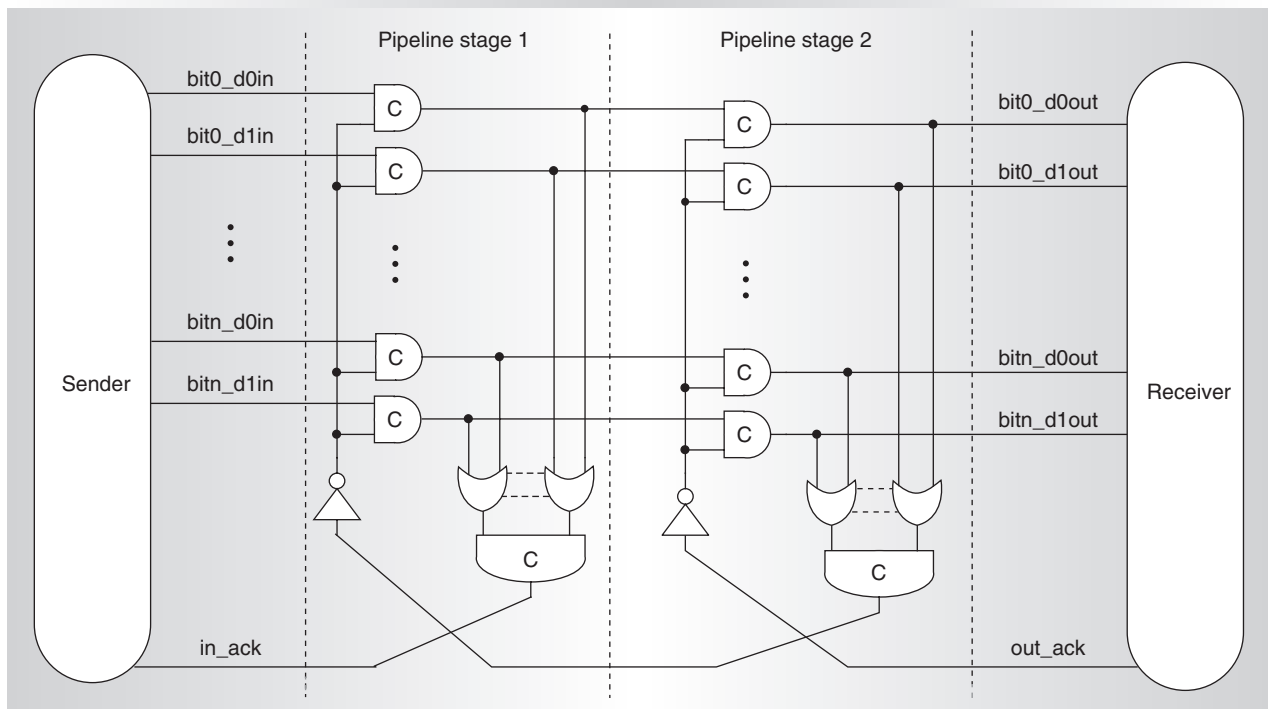 Pipeline stage 1
Pipeline stage 2
bit0_d0in
C
C
bit0_d0out
bit0_d1in
C
C
bit0_d1out
bitn_d0in
C
C
bitn_d0out
Sender
bitn_d1in
C
C
bitn_d1out
Receiver
C
C
in_ack
out_ack